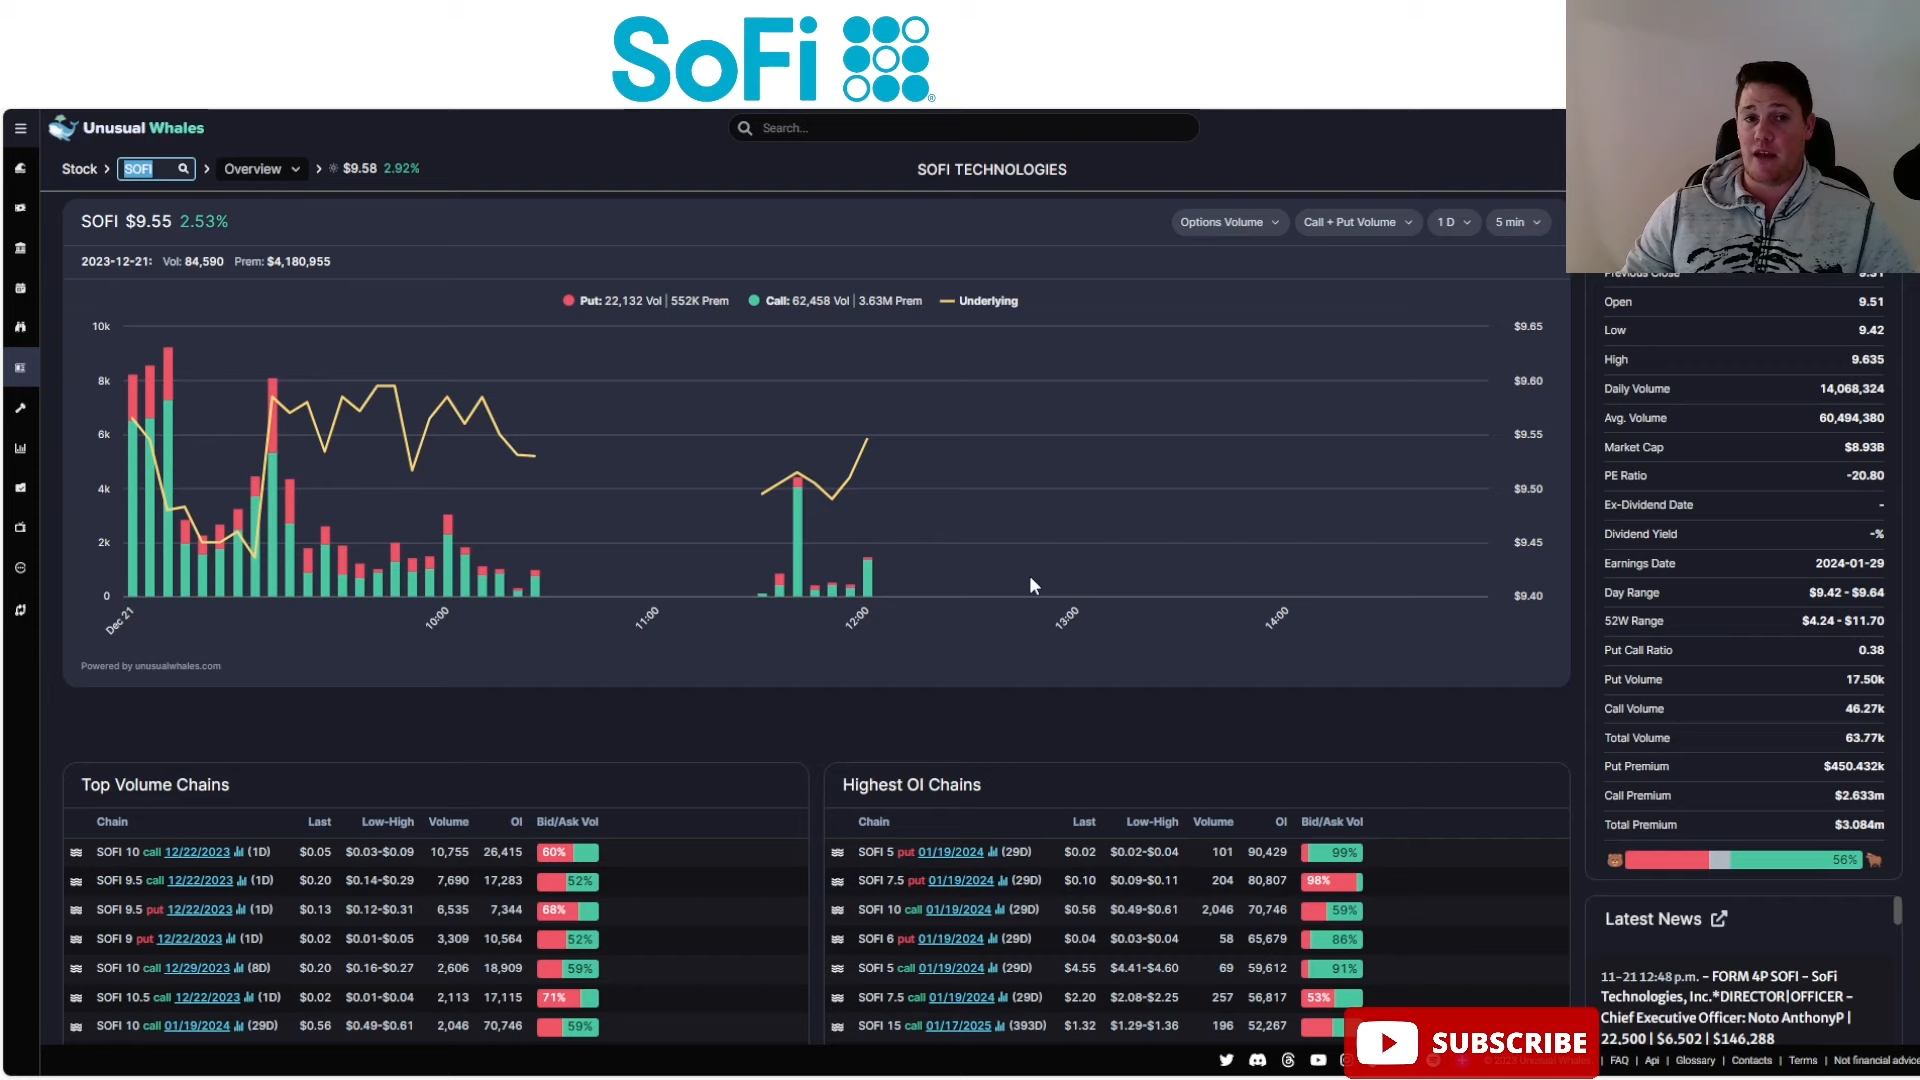 SoFi
Unusual Whales
Search...
Stock > SOFI > Overview > $9.58 2.92%
SOFI TECHNOLOGIES
SOFI $9.55 2.53%
Options Volume Call + Put Volume 1 D 5 min
2023-12-21: Vol: 84,590 Prem: $4,180,955
Put: 22,132 Vol | 552K Prem Call: 62,458 Vol | 3.63M Prem Underlying
10k
8k
6k
4k
2k
0
$9.65
$9.60
$9.55
$9.50
$9.45
$9.40
Dec 21 10:00 11:00 12:00 13:00 14:00
Powered by unusualwhales.com
Top Volume Chains
Chain Last Low-High Volume OI Bid/Ask Vol
SOFI 10 call 12/22/2023 (1D) $0.05 $0.03-$0.09 10,755 26,415 60%
SOFI 9.5 call 12/22/2023 (1D) $0.20 $0.14-$0.29 7,690 17,283 52%
SOFI 9.5 put 12/22/2023 (1D) $0.13 $0.12-$0.31 6,535 7,344 68%
SOFI 9 put 12/22/2023 (1D) $0.02 $0.01-$0.05 3,309 10,564 52%
SOFI 10 call 12/29/2023 (8D) $0.20 $0.16-$0.27 2,606 18,909 59%
SOFI 10.5 call 12/22/2023 (1D) $0.02 $0.01-$0.04 2,113 17,115 71%
SOFI 10 call 01/19/2024 (29D) $0.56 $0.49-$0.61 2,046 70,746 59%
Highest OI Chains
Chain Last Low-High Volume OI Bid/Ask Vol
SOFI 5 put 01/19/2024 (29D) $0.02 $0.02-$0.04 101 90,429 99%
SOFI 7.5 put 01/19/2024 (29D) $0.10 $0.09-$0.11 204 80,807 98%
SOFI 10 call 01/19/2024 (29D) $0.56 $0.49-$0.61 2,046 70,746 59%
SOFI 6 put 01/19/2024 (29D) $0.04 $0.03-$0.04 58 65,679 86%
SOFI 5 call 01/19/2024 (29D) $4.55 $4.41-$4.60 69 59,612 91%
SOFI 7.5 call 01/19/2024 (29D) $2.20 $2.08-$2.25 257 56,817 53%
SOFI 15 call 01/17/2025 (393D) $1.32 $1.29-$1.36 196 52,267
Previous Close 9.31
Open 9.51
Low 9.42
High 9.635
Daily Volume 14,068,324
Avg. Volume 60,494,380
Market Cap $8.93B
PE Ratio -20.80
Ex-Dividend Date -
Dividend Yield -%
Earnings Date 2024-01-29
Day Range $9.42 - $9.64
52W Range $4.24 - $11.70
Put Call Ratio 0.38
Put Volume 17.50k
Call Volume 46.27k
Total Volume 63.77k
Put Premium $450.432k
Call Premium $2.633m
Total Premium $3.084m
56%
Latest News
11-21 12:48 p.m. - FORM 4P SOFI - SoFi
Technologies, Inc.*DIRECTOR|OFFICER -
Chief Executive Officer: Noto AnthonyP |
22,500 | $6.502 | $146,288
SUBSCRIBE
| FAQ | Api | Glossary | Contacts | Terms | Not financial advice